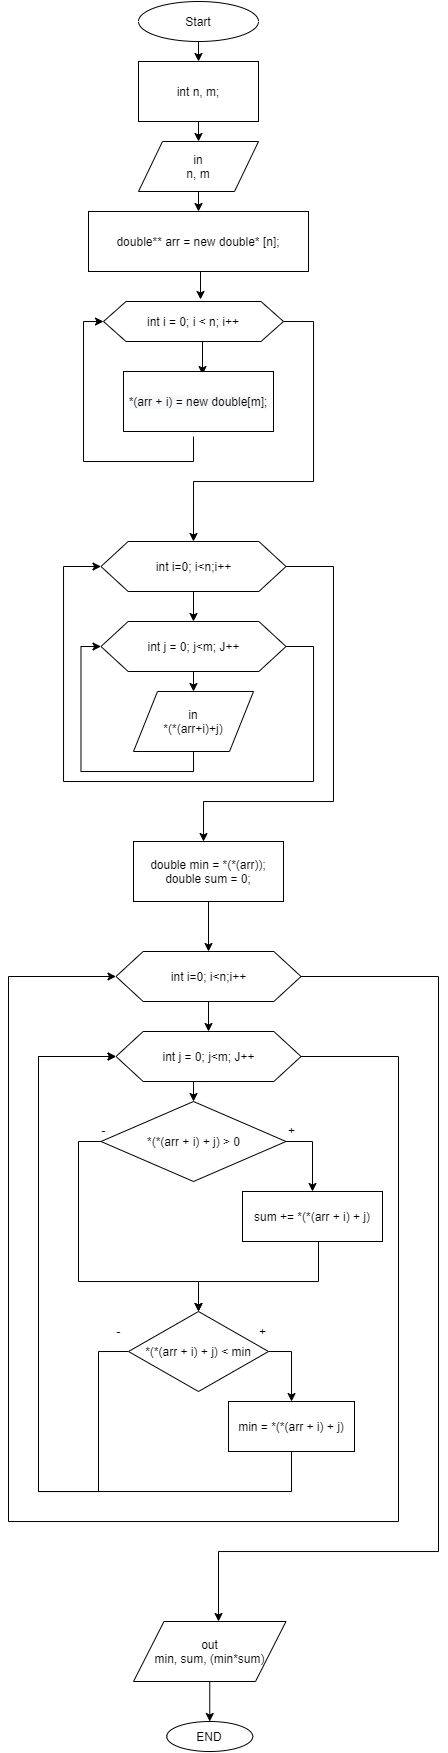 Start
int n, m;
in
n, m
double** arr = new double* [n];
int i = 0; i < n; i++
*(arr + i) = new double[m];
int i=0; i<n;i++
int j = 0; j<m; J++
in
*(*(arr+i)+j)
double min = *(*(arr));
double sum = 0;
int i=0; i<n;i++
int j = 0; j<m; J++
-
+
*(*(arr + i) + j) > 0
sum += *(*(arr + i) + j)
-
+
*(*(arr + i) + j) < min
min = *(*(arr + i) + j)
out
min, sum, (min*sum)
END